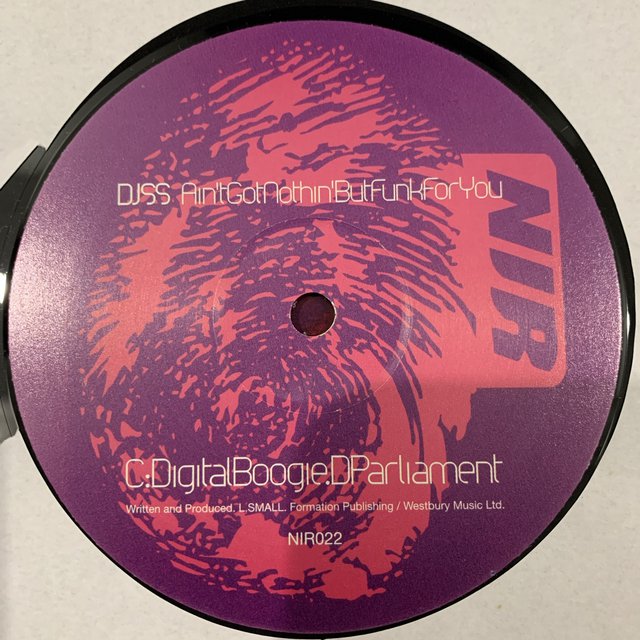 DJSS Ain'tGotNothin'ButFunkForYou
NIR
C:DigitalBoogie:DParliament
Written and Produced. L.SMALL. Formation Publishing / Westbury Music Ltd.
NIR022